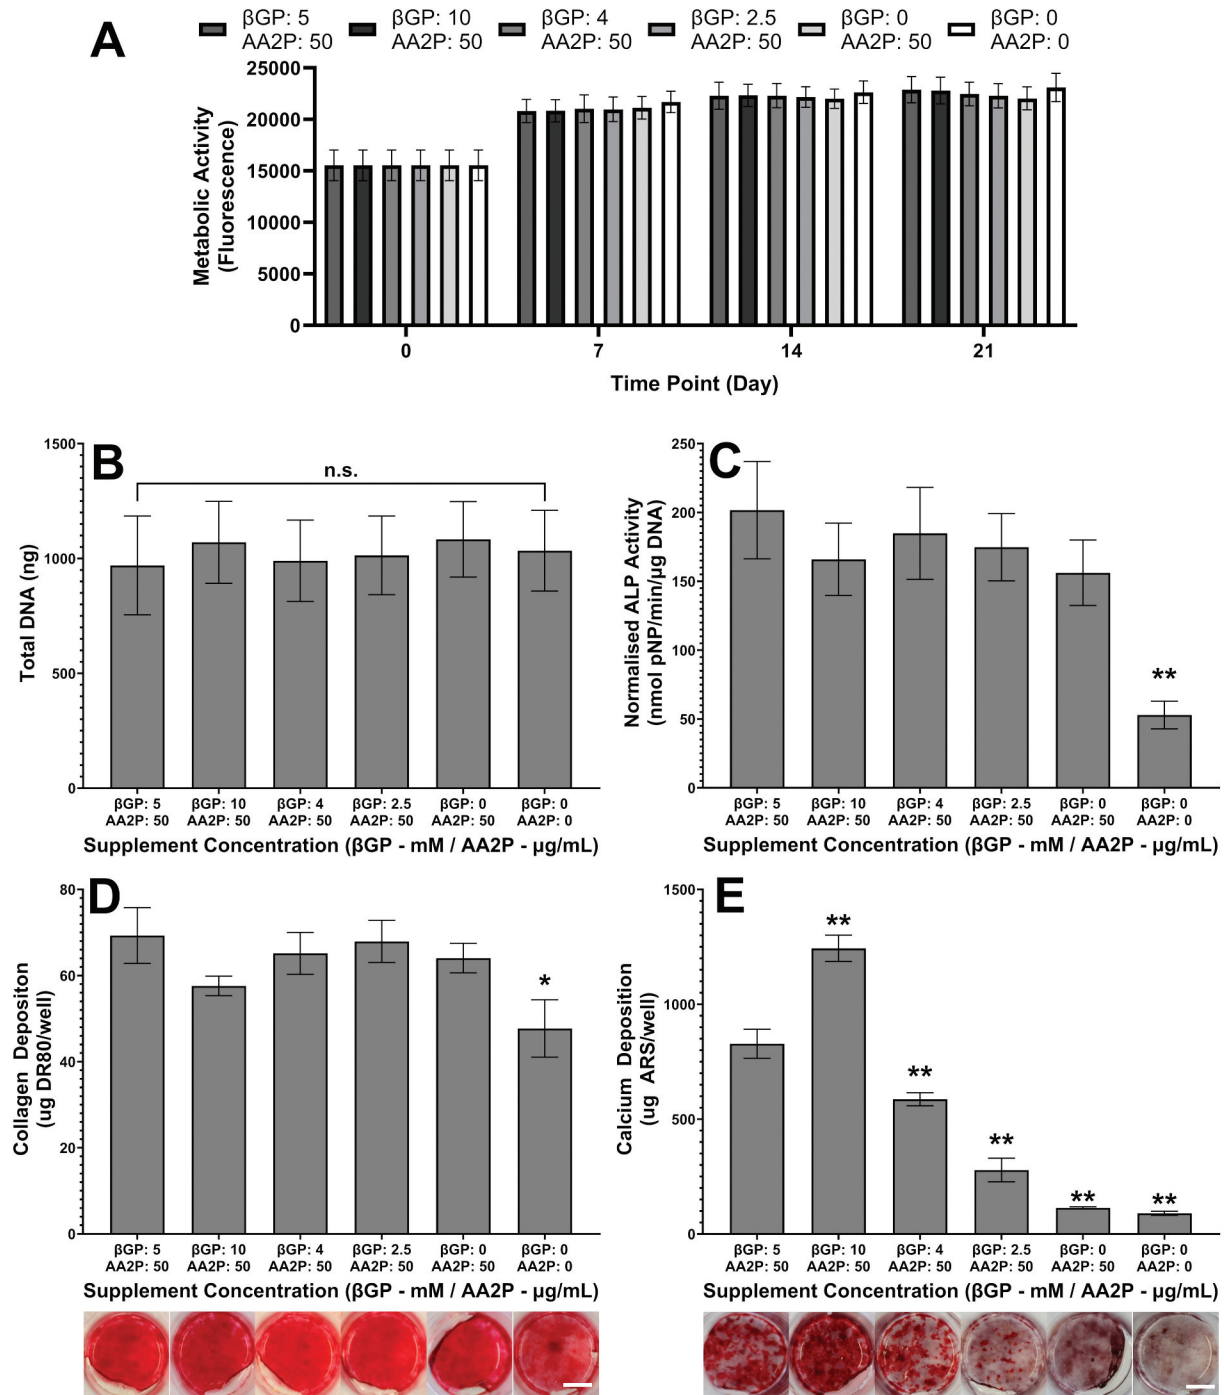 A
βGP: 5
AA2P: 50
βGP: 10
AA2P: 50
βGP: 4
AA2P: 50
βGP: 2.5
AA2P: 50
βGP: 0
AA2P: 50
βGP: 0
AA2P: 0
Metabolic Activity
(Fluorescence)
25000
20000
15000
10000
5000
0
0 7 14 21
Time Point (Day)
B
n.s.
Total DNA (ng)
1500
1000
500
0
βGP: 5 βGP: 10 βGP: 4 βGP: 2.5 βGP: 0 βGP: 0
AA2P: 50 AA2P: 50 AA2P: 50 AA2P: 50 AA2P: 50 AA2P: 0
Supplement Concentration (βGP - mM / AA2P - µg/mL)
C
Normalised ALP Activity
(nmol pNP/min/µg DNA)
250
200
150
100
50
0
**
βGP: 5 βGP: 10 βGP: 4 βGP: 2.5 βGP: 0 βGP: 0
AA2P: 50 AA2P: 50 AA2P: 50 AA2P: 50 AA2P: 50 AA2P: 0
Supplement Concentration (βGP - mM / AA2P - µg/mL)
D
Collagen Deposition
(ug DR80/well)
80
60
40
20
0
*
βGP: 5 βGP: 10 βGP: 4 βGP: 2.5 βGP: 0 βGP: 0
AA2P: 50 AA2P: 50 AA2P: 50 AA2P: 50 AA2P: 50 AA2P: 0
Supplement Concentration (βGP - mM / AA2P - µg/mL)
E
Calcium Deposition
(ug ARS/well)
1500
1000
500
0
** ** ** ** **
βGP: 5 βGP: 10 βGP: 4 βGP: 2.5 βGP: 0 βGP: 0
AA2P: 50 AA2P: 50 AA2P: 50 AA2P: 50 AA2P: 50 AA2P: 0
Supplement Concentration (βGP - mM / AA2P - µg/mL)